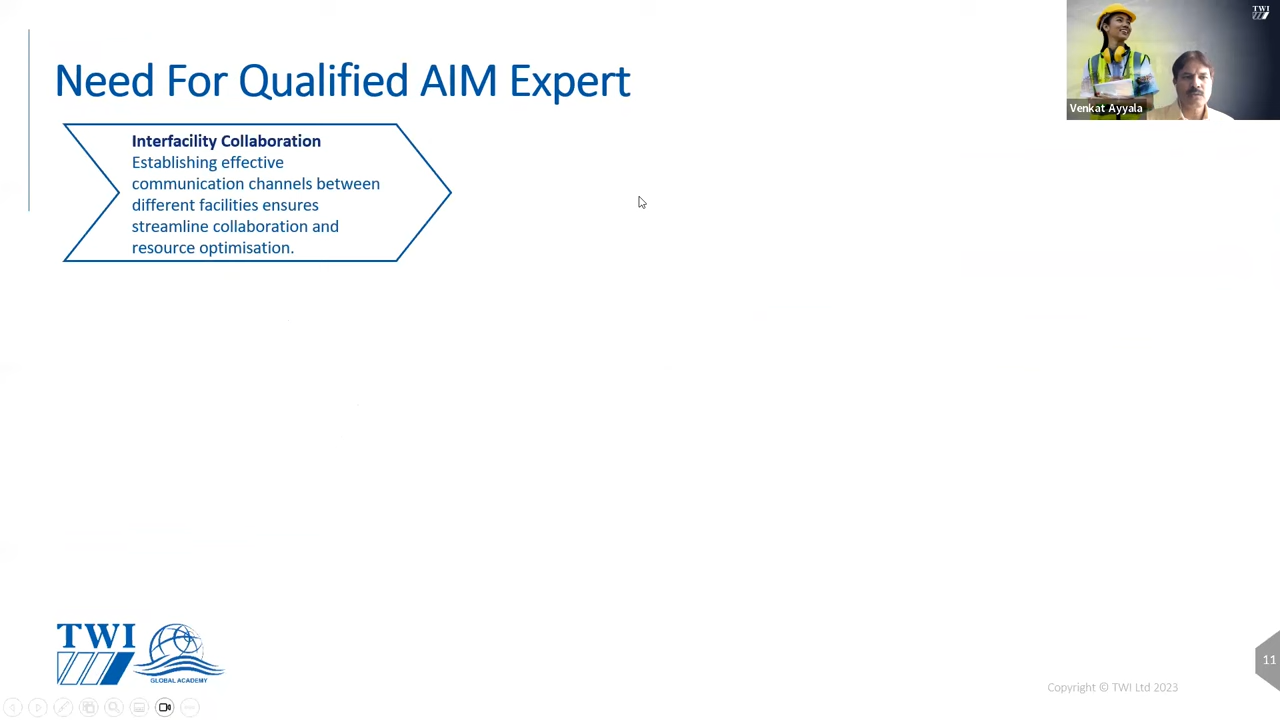 TWI
Need For Qualified AIM Expert
Venkat Ayyala
Interfacility Collaboration
Establishing effective
communication channels between
different facilities ensures
streamline collaboration and
resource optimisation.
TWI
GLOBAL ACADEMY
11
Copyright © TWI Ltd 2023